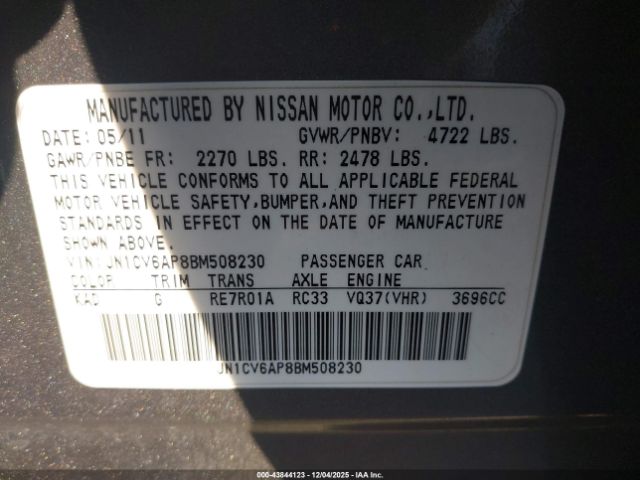 MANUFACTURED BY NISSAN MOTOR CO.,LTD.
DATE: 05/11 GVWR/PNBV: 4722 LBS.
GAWR/PNBE FR: 2270 LBS. RR: 2478 LBS.
THIS VEHICLE CONFORMS TO ALL APPLICABLE FEDERAL
MOTOR VEHICLE SAFETY, BUMPER, AND THEFT PREVENTION
STANDARDS IN EFFECT ON THE DATE OF MANUFACTURE
SHOWN ABOVE.
VIN: JN1CV6AP8BM508230 PASSENGER CAR
COLOR TRIM TRANS AXLE ENGINE
KAD G RE7R01A RC33 VQ37(VHR) 3696CC
JN1CV6AP8BM508230
000-43844123 | 12/04/2025 - IAA Inc.